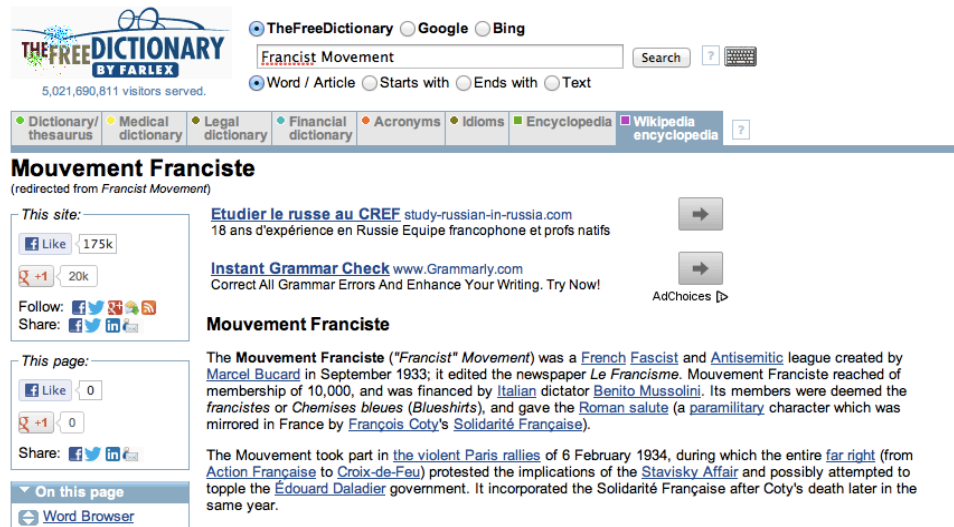 THEFREEDICTIONARY
BY FARLEX
5,021,690,811 visitors served.
TheFreeDictionary Google Bing
Francist Movement Search ?
Word / Article Starts with Ends with Text
Dictionary/ thesaurus Medical dictionary Legal dictionary Financial dictionary Acronyms Idioms Encyclopedia Wikipedia encyclopedia ?
Mouvement Franciste
(redirected from Francist Movement)
This site:
Like 175k
+1 20k
Follow:
Share:
Etudier le russe au CREF study-russian-in-russia.com
18 ans d'expérience en Russie Equipe francophone et profs natifs
Instant Grammar Check www.Grammarly.com
Correct All Grammar Errors And Enhance Your Writing. Try Now!
AdChoices
This page:
Like 0
+1 0
Share:
On this page
Word Browser
Mouvement Franciste
The Mouvement Franciste ("Francist" Movement) was a French Fascist and Antisemitic league created by
Marcel Bucard in September 1933; it edited the newspaper Le Francisme. Mouvement Franciste reached of
membership of 10,000, and was financed by Italian dictator Benito Mussolini. Its members were deemed the
francistes or Chemises bleues (Blueshirts), and gave the Roman salute (a paramilitary character which was
mirrored in France by François Coty's Solidarité Française).
The Movement took part in the violent Paris rallies of 6 February 1934, during which the entire far right (from
Action Française to Croix-de-Feu) protested the implications of the Stavisky Affair and possibly attempted to
topple the Édouard Daladier government. It incorporated the Solidarité Française after Coty's death later in the
same year.